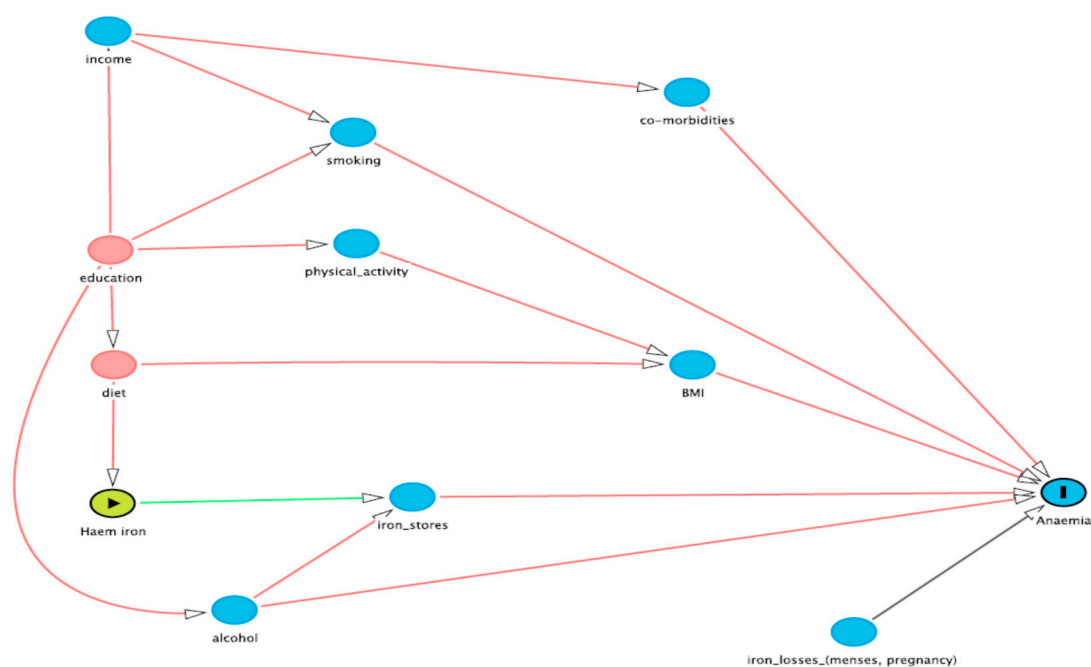 income
co-morbidities
smoking
physical_activity
education
diet
BMI
Haem iron
iron_stores
Anaemia
alcohol
iron_losses_(menses, pregnancy)